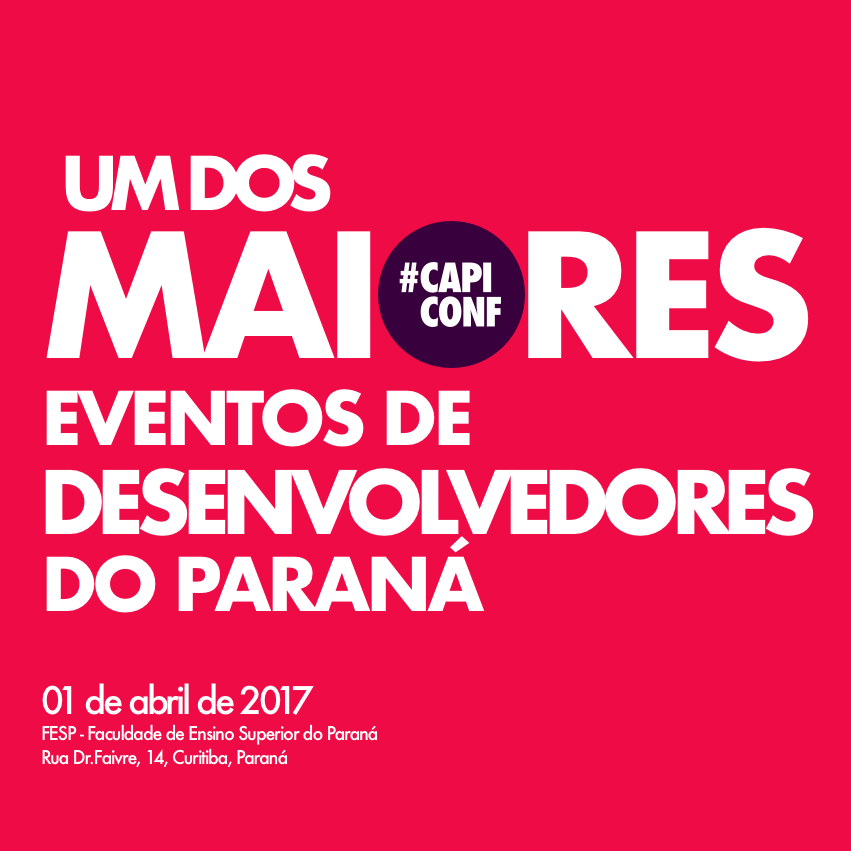 UM DOS
MAI RES
#CAPI
CONF
EVENTOS DE
DESENVOLVEDORES
DO PARANÁ
01 de abril de 2017
FESP - Faculdade de Ensino Superior do Paraná
Rua Dr.Faivre, 14, Curitiba, Paraná